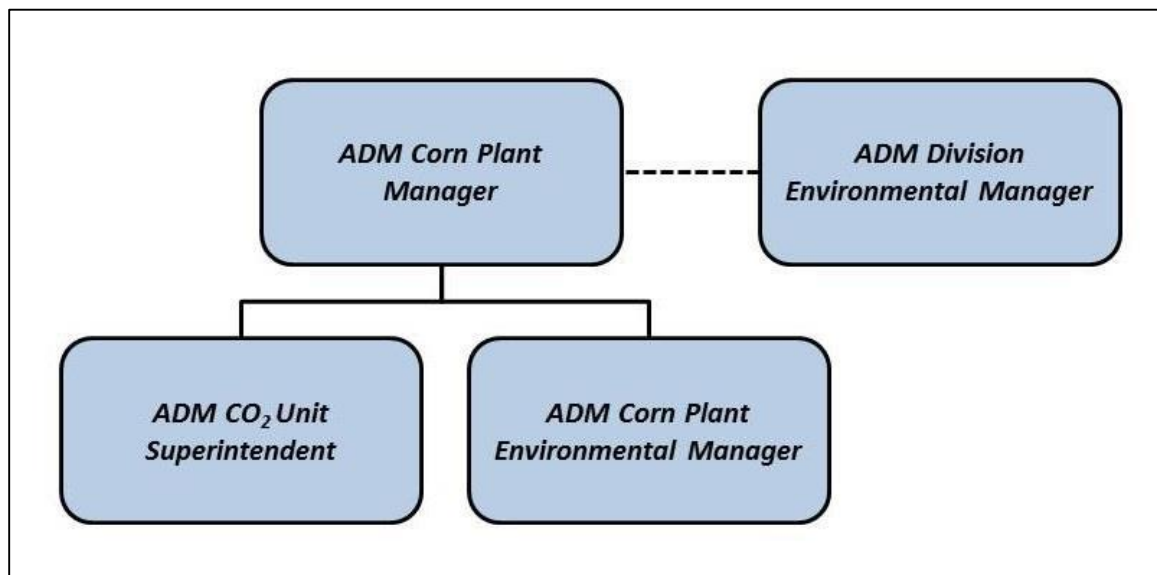 ADM Corn Plant
Manager
ADM Division
Environmental Manager
ADM CO₂ Unit
Superintendent
ADM Corn Plant
Environmental Manager